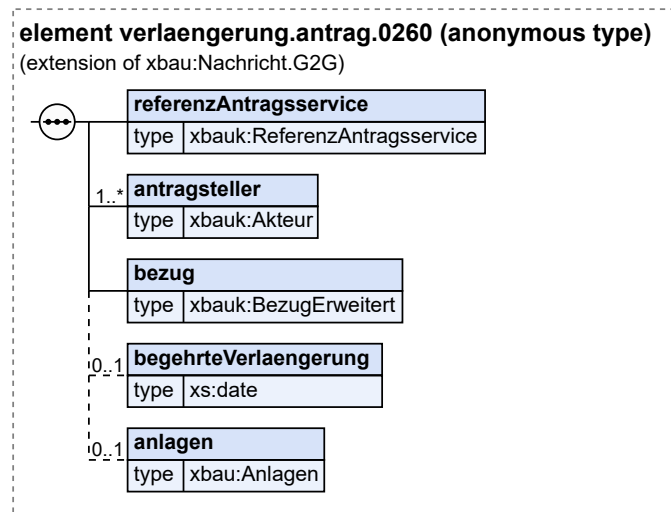 element verlaengerung.antrag.0260 (anonymous type)
(extension of xbau:Nachricht.G2G)
referenzAntragsservice
type xbauk:ReferenzAntragsservice
1..* antragsteller
type xbauk:Akteur
bezug
type xbauk:BezugErweitert
0..1 begehrteVerlaengerung
type xs:date
0..1 anlagen
type xbau:Anlagen